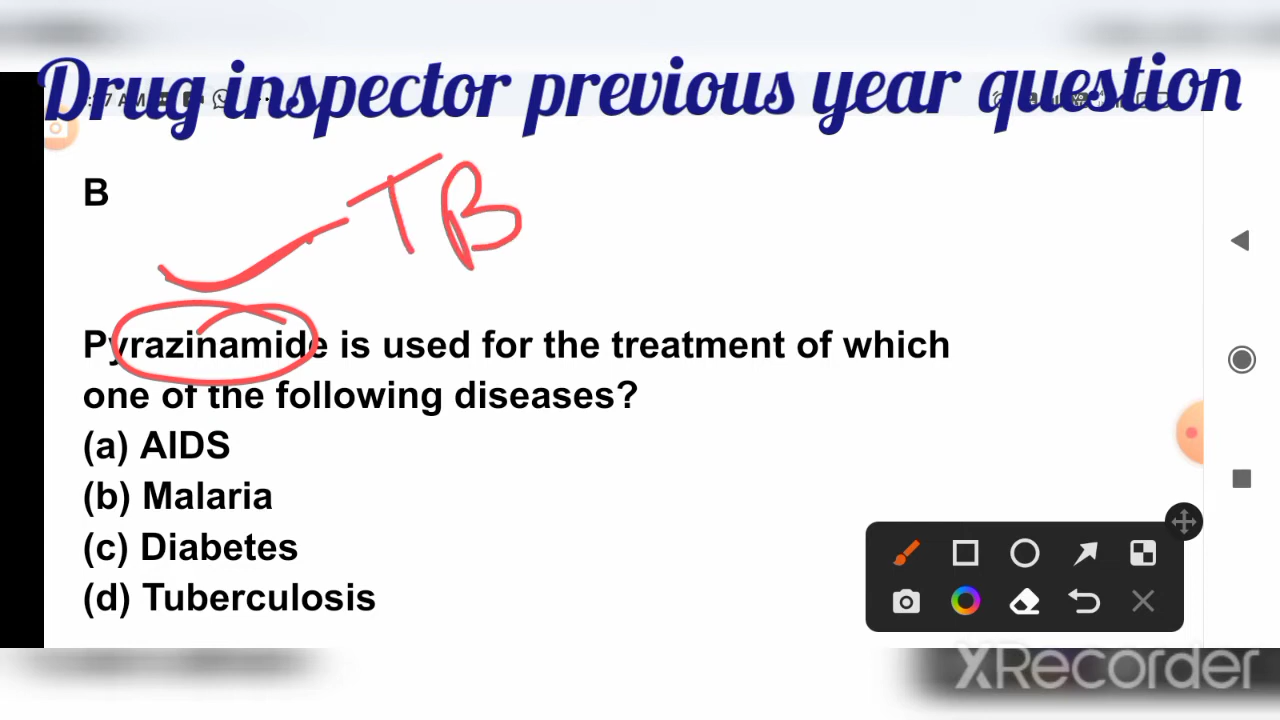 Drug inspector previous year question
B
TB
Pyrazinamide is used for the treatment of which
one of the following diseases?
(a) AIDS
(b) Malaria
(c) Diabetes
(d) Tuberculosis
XRecorder